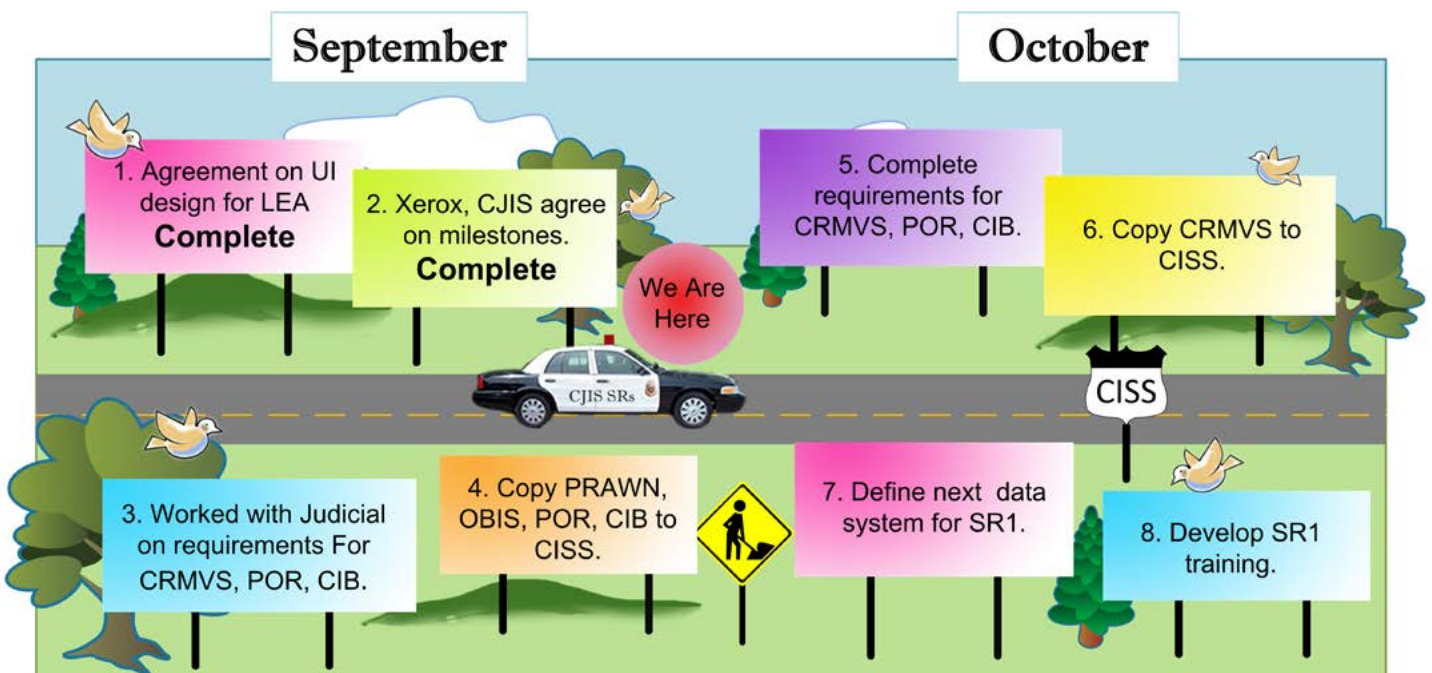 September
October
1. Agreement on UI
design for LEA
Complete
2. Xerox, CJIS agree
on milestones.
Complete
We Are
Here
5. Complete
requirements for
CRMVS, POR, CIB.
6. Copy CRMVS to
CISS.
CJIS SRs
CISS
3. Worked with Judicial
on requirements For
CRMVS, POR, CIB.
4. Copy PRAWN,
OBIS, POR, CIB to
CISS.
7. Define next data
system for SR1.
8. Develop SR1
training.